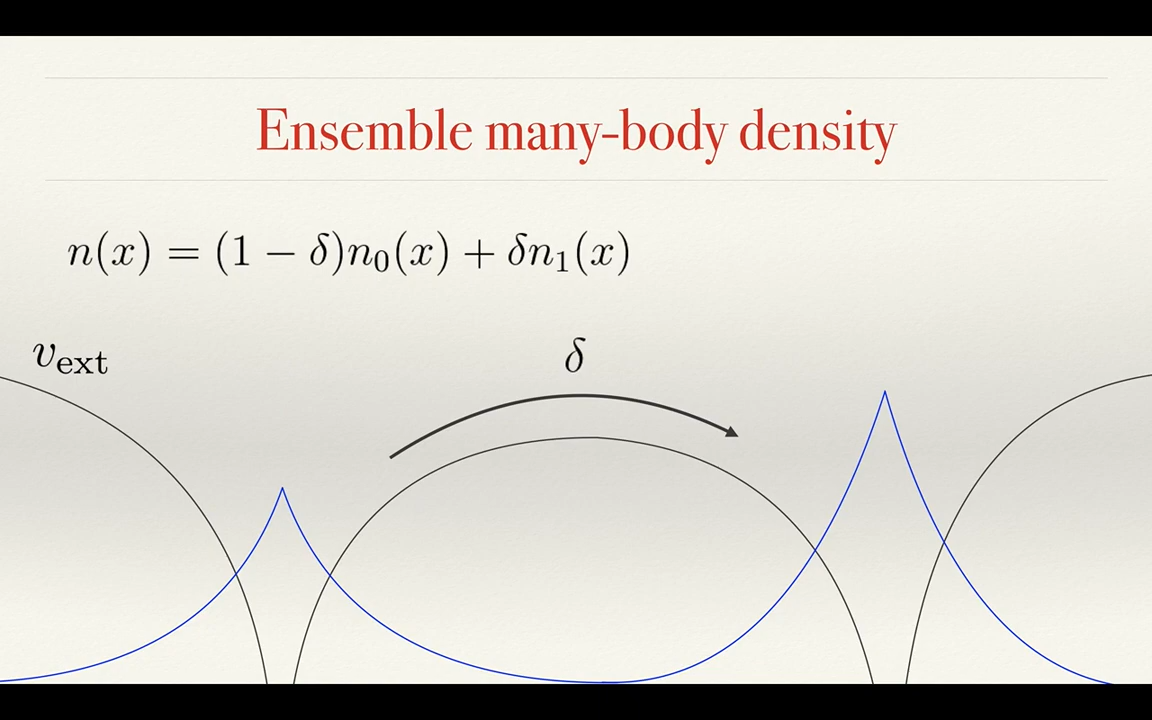 Ensemble many-body density
n(x) = (1 − δ)n₀(x) + δn₁(x)
v_ext
δ